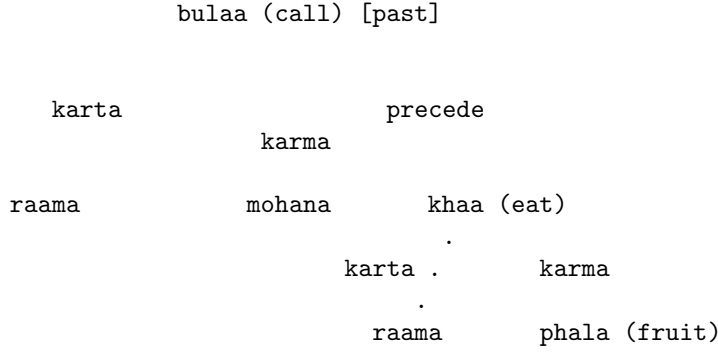 bulaa (call) [past]
karta precede
karma
raama mohana khaa (eat)
.
karta . karma
.
raama phala (fruit)